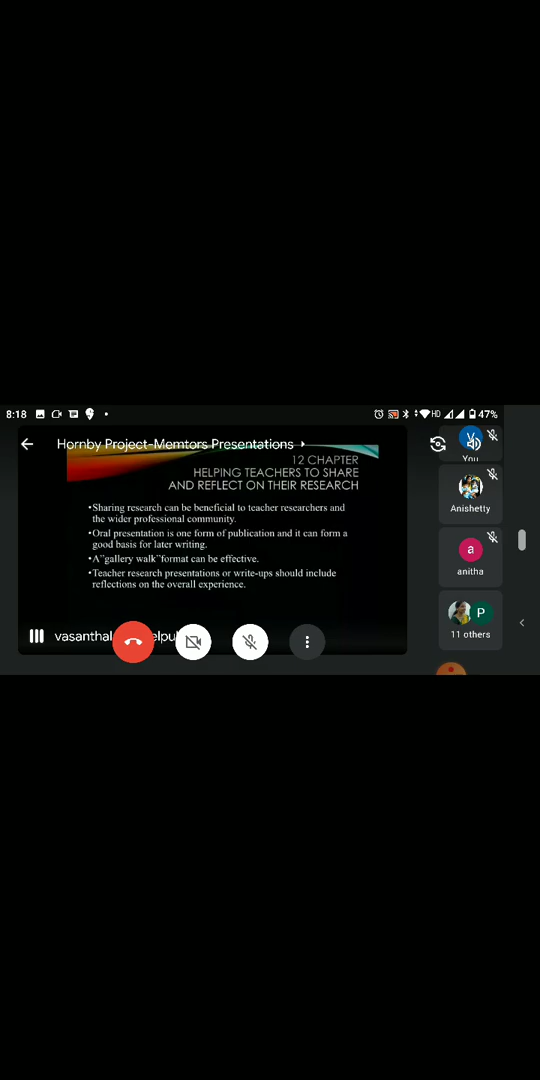 8:18
HD
47%
Hornby Project-Memtors Presentations
12 CHAPTER
HELPING TEACHERS TO SHARE
AND REFLECT ON THEIR RESEARCH
•Sharing research can be beneficial to teacher researchers and
the wider professional community.
•Oral presentation is one form of publication and it can form a
good basis for later writing.
•A"gallery walk"format can be effective.
•Teacher research presentations or write-ups should include
reflections on the overall experience.
You
Anishetty
a
anitha
P
11 others